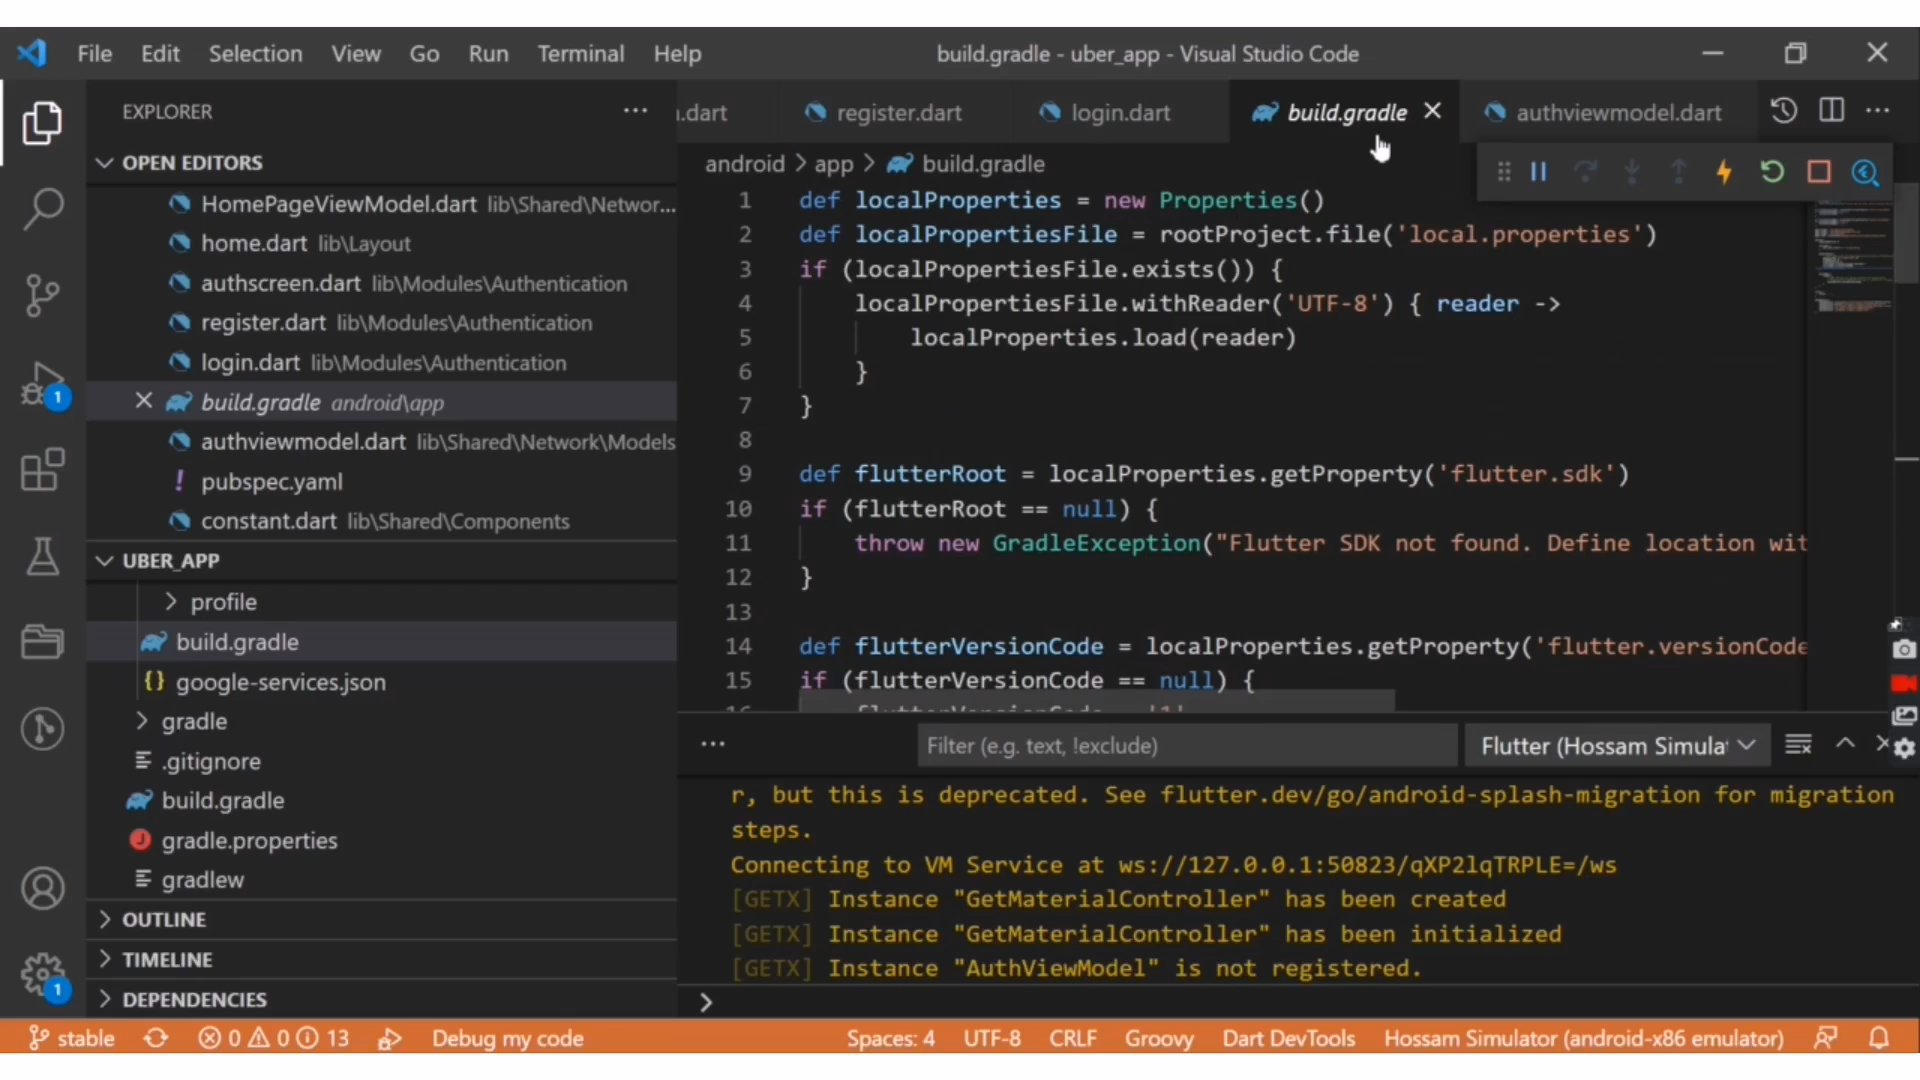 File Edit Selection View Go Run Terminal Help
build.gradle - uber_app - Visual Studio Code
EXPLORER
OPEN EDITORS
HomePageViewModel.dart lib\Shared\Networ...
home.dart lib\Layout
authscreen.dart lib\Modules\Authentication
register.dart lib\Modules\Authentication
login.dart lib\Modules\Authentication
build.gradle android\app
authviewmodel.dart lib\Shared\Network\Models
! pubspec.yaml
constant.dart lib\Shared\Components
UBER_APP
profile
build.gradle
{} google-services.json
gradle
.gitignore
build.gradle
gradle.properties
gradlew
OUTLINE
TIMELINE
DEPENDENCIES
1
1
.dart register.dart login.dart build.gradle authviewmodel.dart
android > app > build.gradle
1 def localProperties = new Properties()
2 def localPropertiesFile = rootProject.file('local.properties')
3 if (localPropertiesFile.exists()) {
4 localPropertiesFile.withReader('UTF-8') { reader ->
5 localProperties.load(reader)
6 }
7 }
8
9 def flutterRoot = localProperties.getProperty('flutter.sdk')
10 if (flutterRoot == null) {
11 throw new GradleException("Flutter SDK not found. Define location wit
12 }
13
14 def flutterVersionCode = localProperties.getProperty('flutter.versionCode
15 if (flutterVersionCode == null) {
Filter (e.g. text, !exclude)
Flutter (Hossam Simula
r, but this is deprecated. See flutter.dev/go/android-splash-migration for migration
steps.
Connecting to VM Service at ws://127.0.0.1:50823/qXP2lqTRPLE=/ws
[GETX] Instance "GetMaterialController" has been created
[GETX] Instance "GetMaterialController" has been initialized
[GETX] Instance "AuthViewModel" is not registered.
stable 0 0 13 Debug my code Spaces: 4 UTF-8 CRLF Groovy Dart DevTools Hossam Simulator (android-x86 emulator)